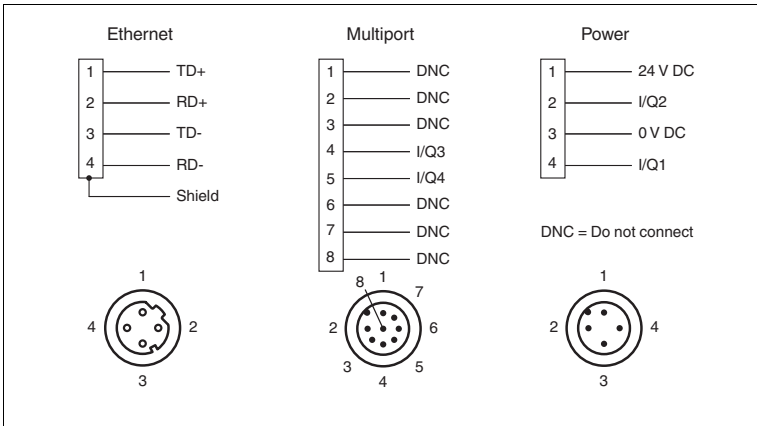 Ethernet
1 TD+
2 RD+
3 TD-
4 RD-
Shield
Multiport
1 DNC
2 DNC
3 DNC
4 I/Q3
5 I/Q4
6 DNC
7 DNC
8 DNC
Power
1 24 V DC
2 I/Q2
3 0 V DC
4 I/Q1
DNC = Do not connect
1
4 2
3
8 1 7
2 6
3 5
4
1
2 4
3